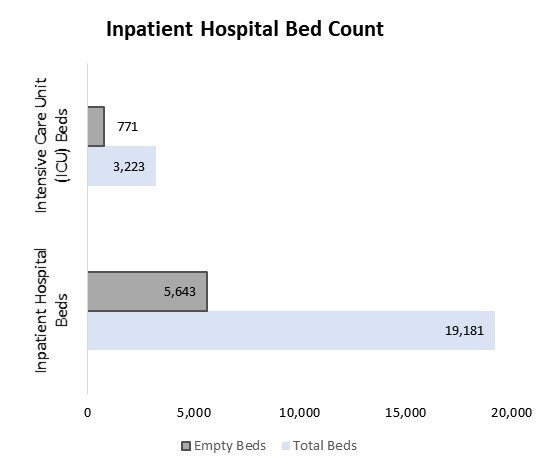 Inpatient Hospital Bed Count
Intensive Care Unit
(ICU) Beds
771
3,223
Inpatient Hospital
Beds
5,643
19,181
0
5,000
10,000
15,000
20,000
Empty Beds
Total Beds